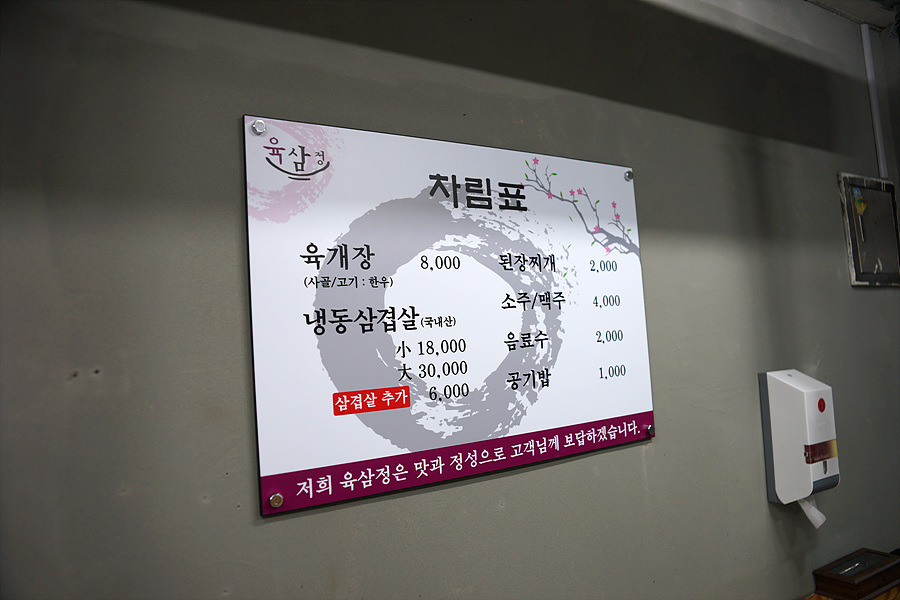 육삼정
차림표
육개장 8,000
(사골/고기 : 한우)
냉동삼겹살(국내산)
小 18,000
大 30,000
삼겹살 추가 6,000
된장찌개 2,000
소주/맥주 4,000
음료수 2,000
공기밥 1,000
저희 육삼정은 맛과 정성으로 고객님께 보답하겠습니다.